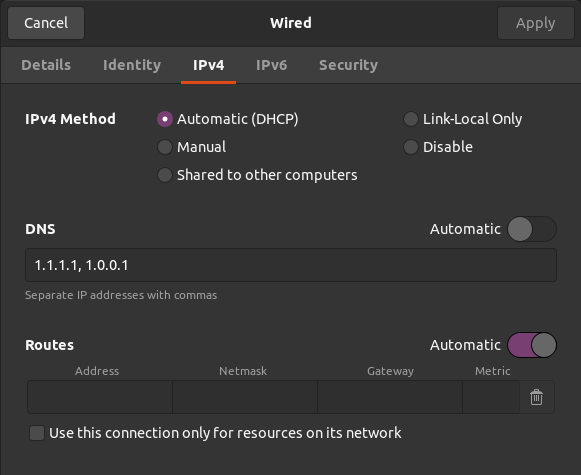 Cancel Wired Apply
Details Identity IPv4 IPv6 Security
IPv4 Method Automatic (DHCP) Link-Local Only
Manual Disable
Shared to other computers
DNS Automatic
1.1.1.1, 1.0.0.1
Separate IP addresses with commas
Routes Automatic
Address Netmask Gateway Metric
Use this connection only for resources on its network